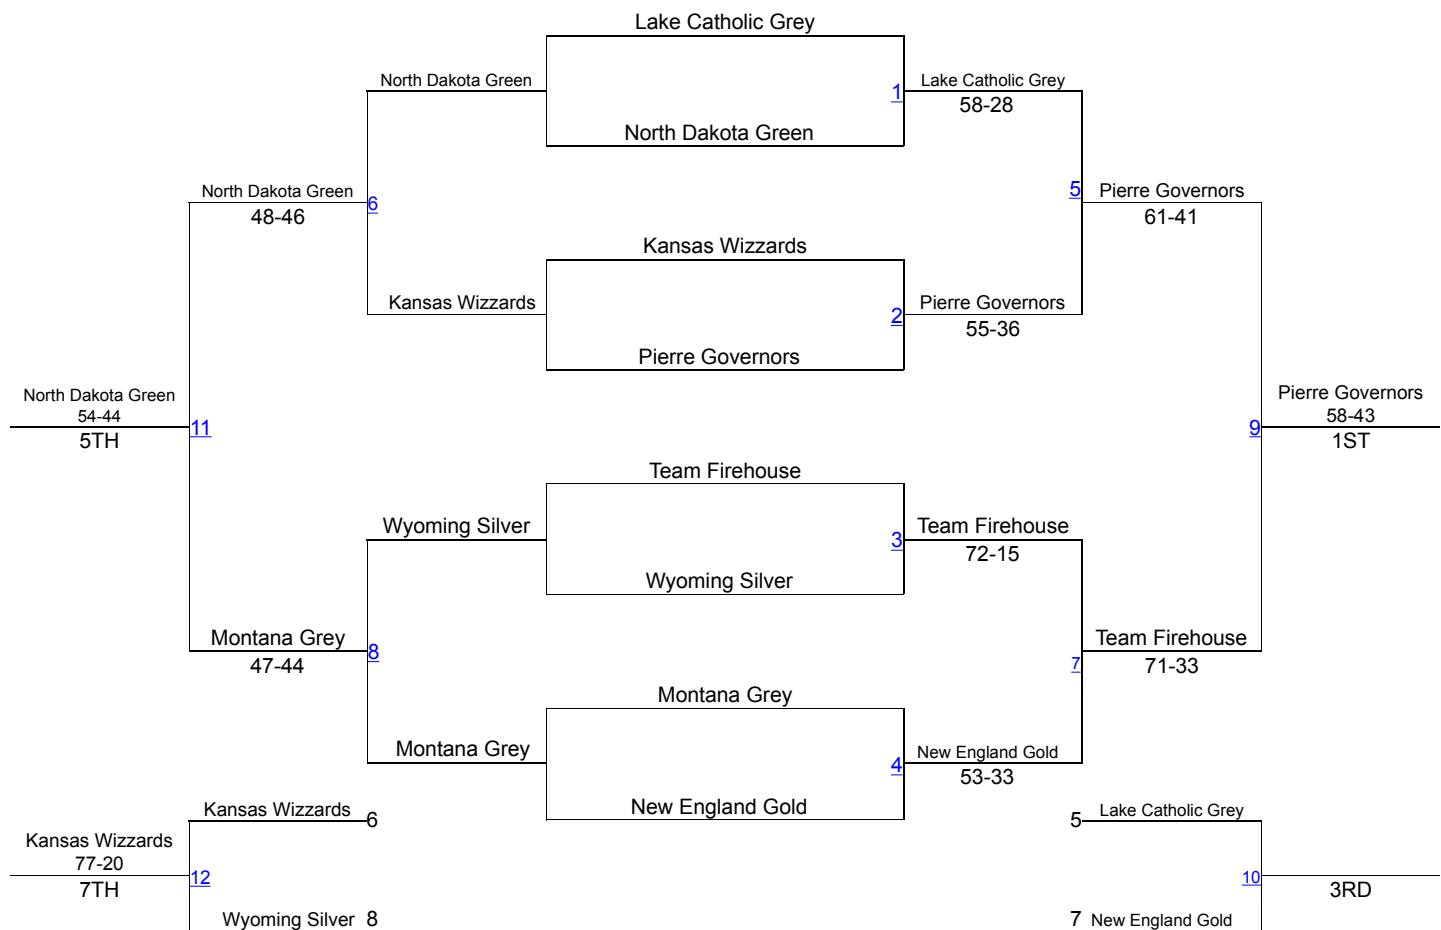 Lake Catholic Grey
North Dakota Green
1
Lake Catholic Grey
58-28
North Dakota Green
North Dakota Green
48-46
6
5
Pierre Governors
61-41
Kansas Wizzards
Kansas Wizzards
2
Pierre Governors
55-36
Pierre Governors
North Dakota Green
54-44
5TH
11
9
Pierre Governors
58-43
1ST
Team Firehouse
Wyoming Silver
3
Team Firehouse
72-15
Wyoming Silver
Montana Grey
47-44
8
7
Team Firehouse
71-33
Montana Grey
Montana Grey
4
New England Gold
53-33
New England Gold
Kansas Wizzards 6
5 Lake Catholic Grey
Kansas Wizzards
77-20
7TH
12
10
3RD
Wyoming Silver 8
7 New England Gold